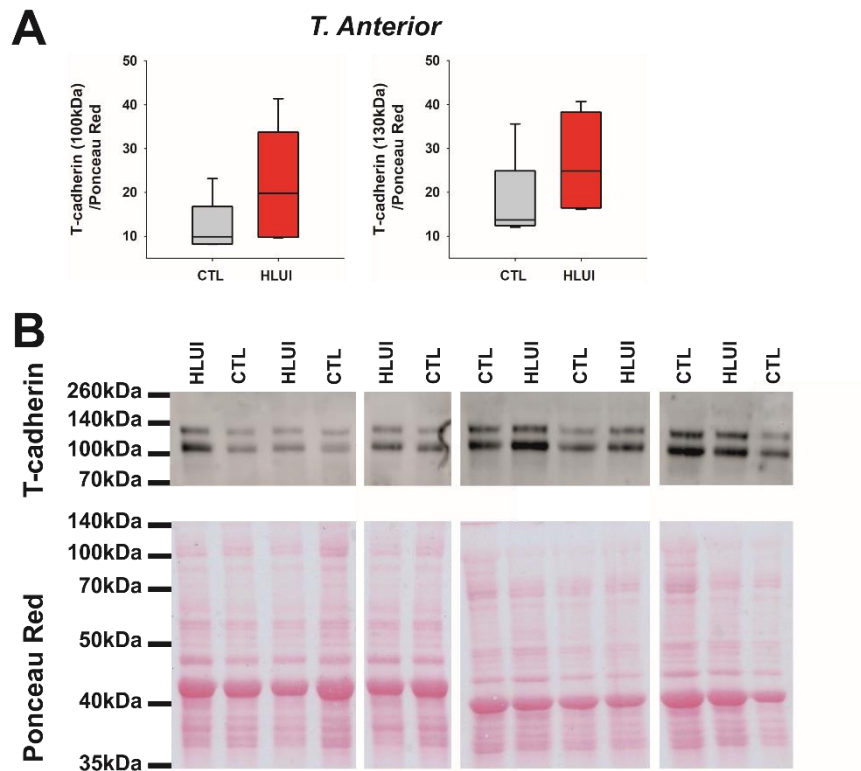 A
T. Anterior
T-cadherin (100kDa)
/Ponceau Red
50
40
30
20
10
CTL
HLUI
T-cadherin (130kDa)
/Ponceau Red
50
40
30
20
10
CTL
HLUI
B
T-cadherin
HLUI CTL HLUI CTL HLUI CTL CTL HLUI CTL HLUI CTL HLUI CTL
260kDa
140kDa
100kDa
70kDa
Ponceau Red
140kDa
100kDa
70kDa
50kDa
40kDa
35kDa